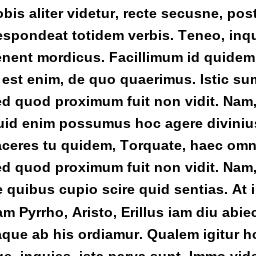 obis aliter videtur, recte secusne, post
espondeat totidem verbis. Teneo, inqu
enent mordicus. Facillimum id quidem
est enim, de quo quaerimus. Istic sum
ed quod proximum fuit non vidit. Nam,
uid enim possumus hoc agere divinius
aceres tu quidem, Torquate, haec omn
ed quod proximum fuit non vidit. Nam,
e quibus cupio scire quid sentias. At i
am Pyrrho, Aristo, Erillus iam diu abiec
aque ab his ordiamur. Qualem igitur ho